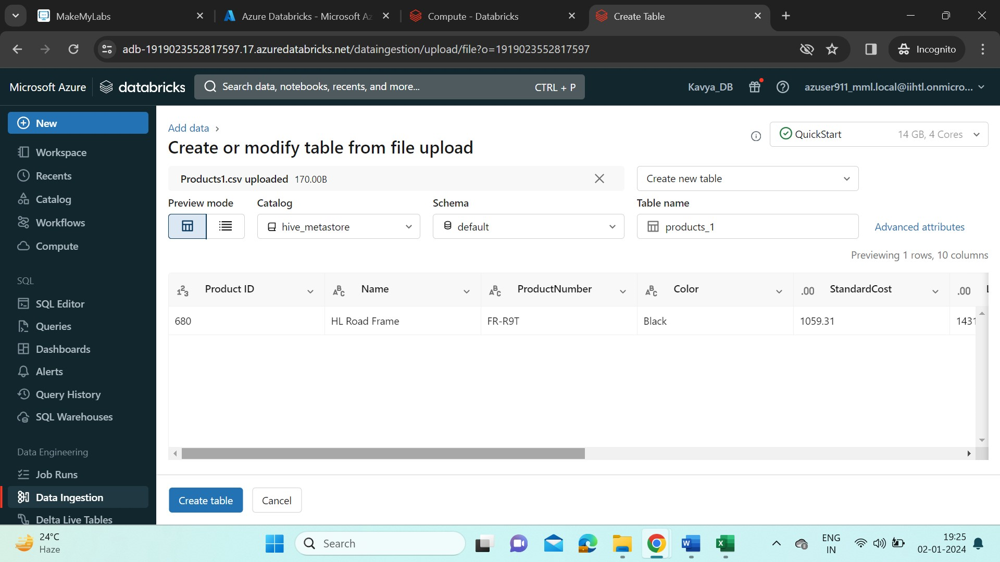 MakeMyLabs
Azure Databricks - Microsoft Az
Compute - Databricks
Create Table
adb-1919023552817597.17.azuredatabricks.net/dataingestion/upload/file?o=1919023552817597
Incognito
Microsoft Azure
databricks
Search data, notebooks, recents, and more...
CTRL + P
Kavya_DB
azuser911_mml.local@iihtl.onmicro...
New
Workspace
Recents
Catalog
Workflows
Compute
SQL
SQL Editor
Queries
Dashboards
Alerts
Query History
SQL Warehouses
Data Engineering
Job Runs
Data Ingestion
Delta Live Tables
Add data ›
Create or modify table from file upload
QuickStart
14 GB, 4 Cores
Products1.csv uploaded 170.00B
Create new table
Preview mode
Catalog
Schema
Table name
hive_metastore
default
products_1
Advanced attributes
Previewing 1 rows, 10 columns
Product ID
Name
ProductNumber
Color
.00 StandardCost
.00
680
HL Road Frame
FR-R9T
Black
1059.31
1431
Create table
Cancel
24°C
Haze
Search
ENG
IN
19:25
02-01-2024